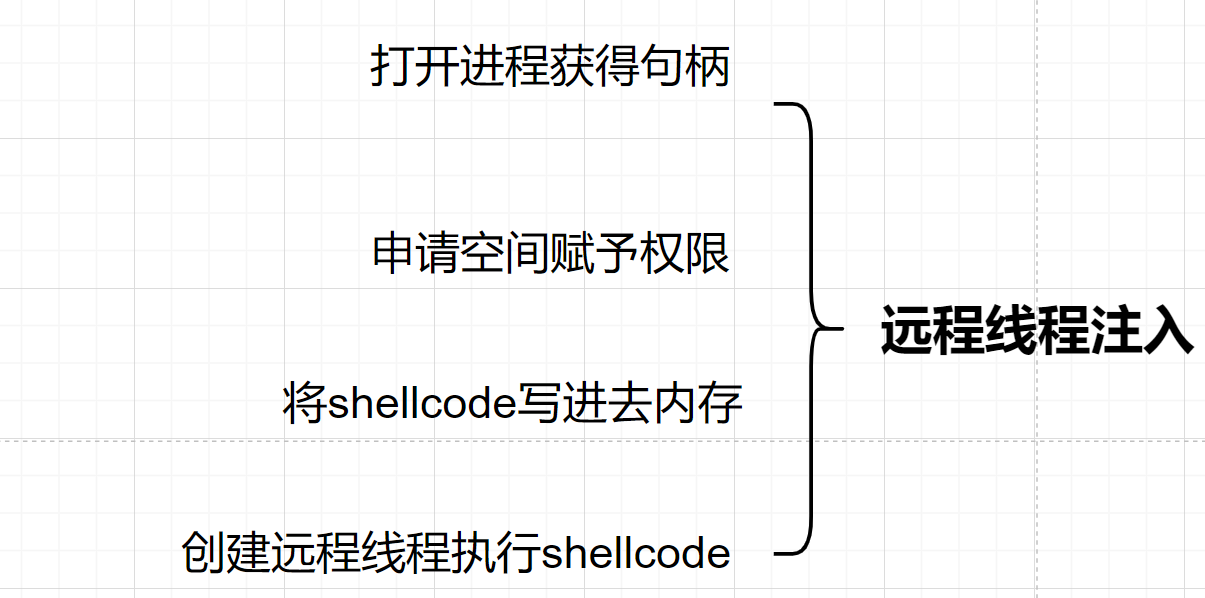 打开进程获得句柄
申请空间赋予权限
远程线程注入
将shellcode写进去内存
创建远程线程执行shellcode